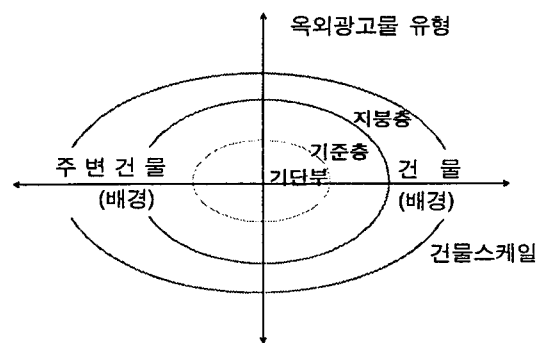 옥외광고물 유형
지붕층
기준층
주 변 건 물
기단부
건 물
(배경)
(배경)
건물스케일